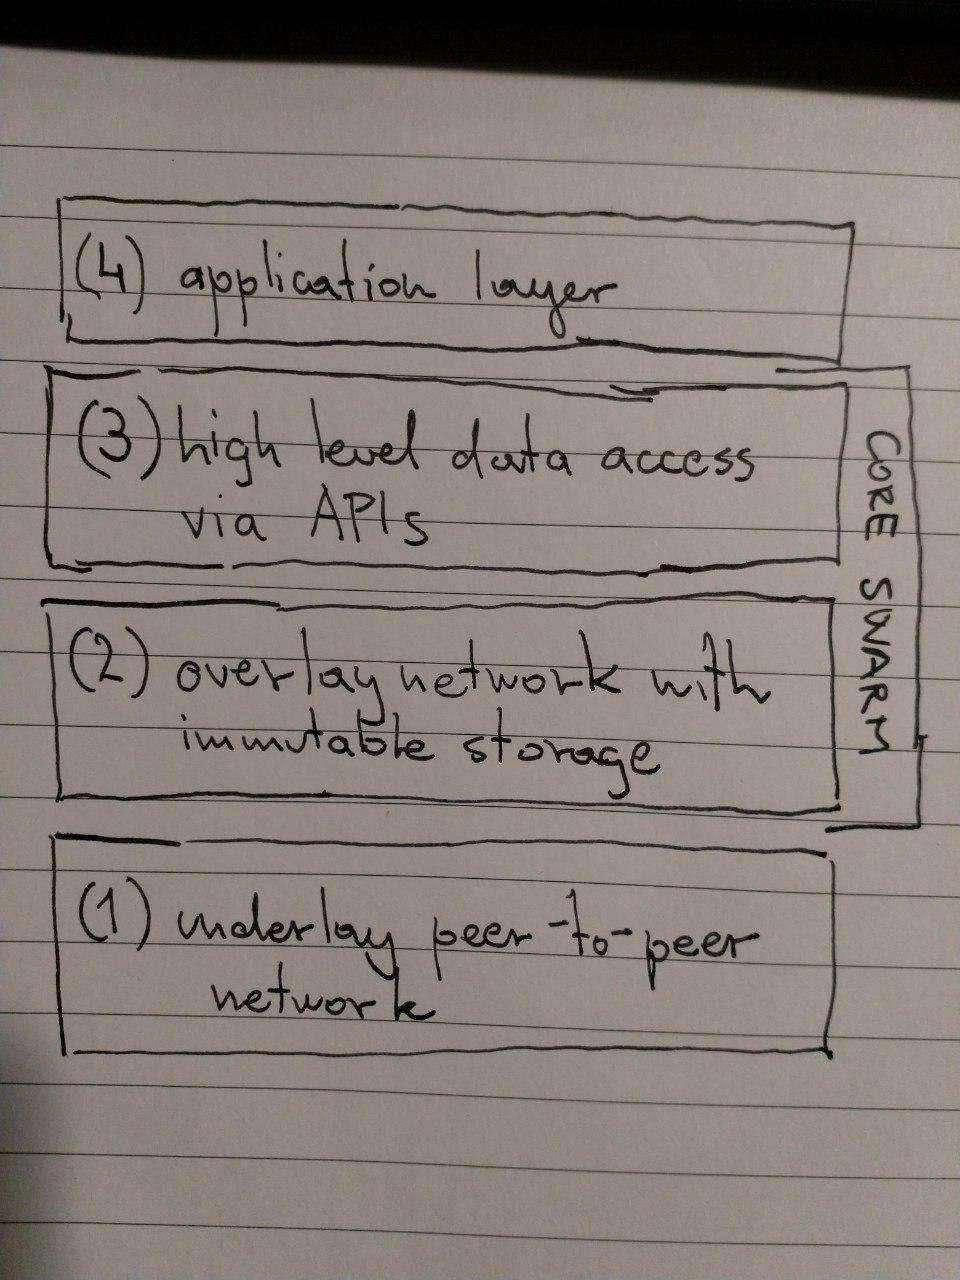 (4) application layer
(3) high level data access
via APIs
(2) overlay network with
immutable storage
(1) underlay peer-to-peer
network
CORE SWARM